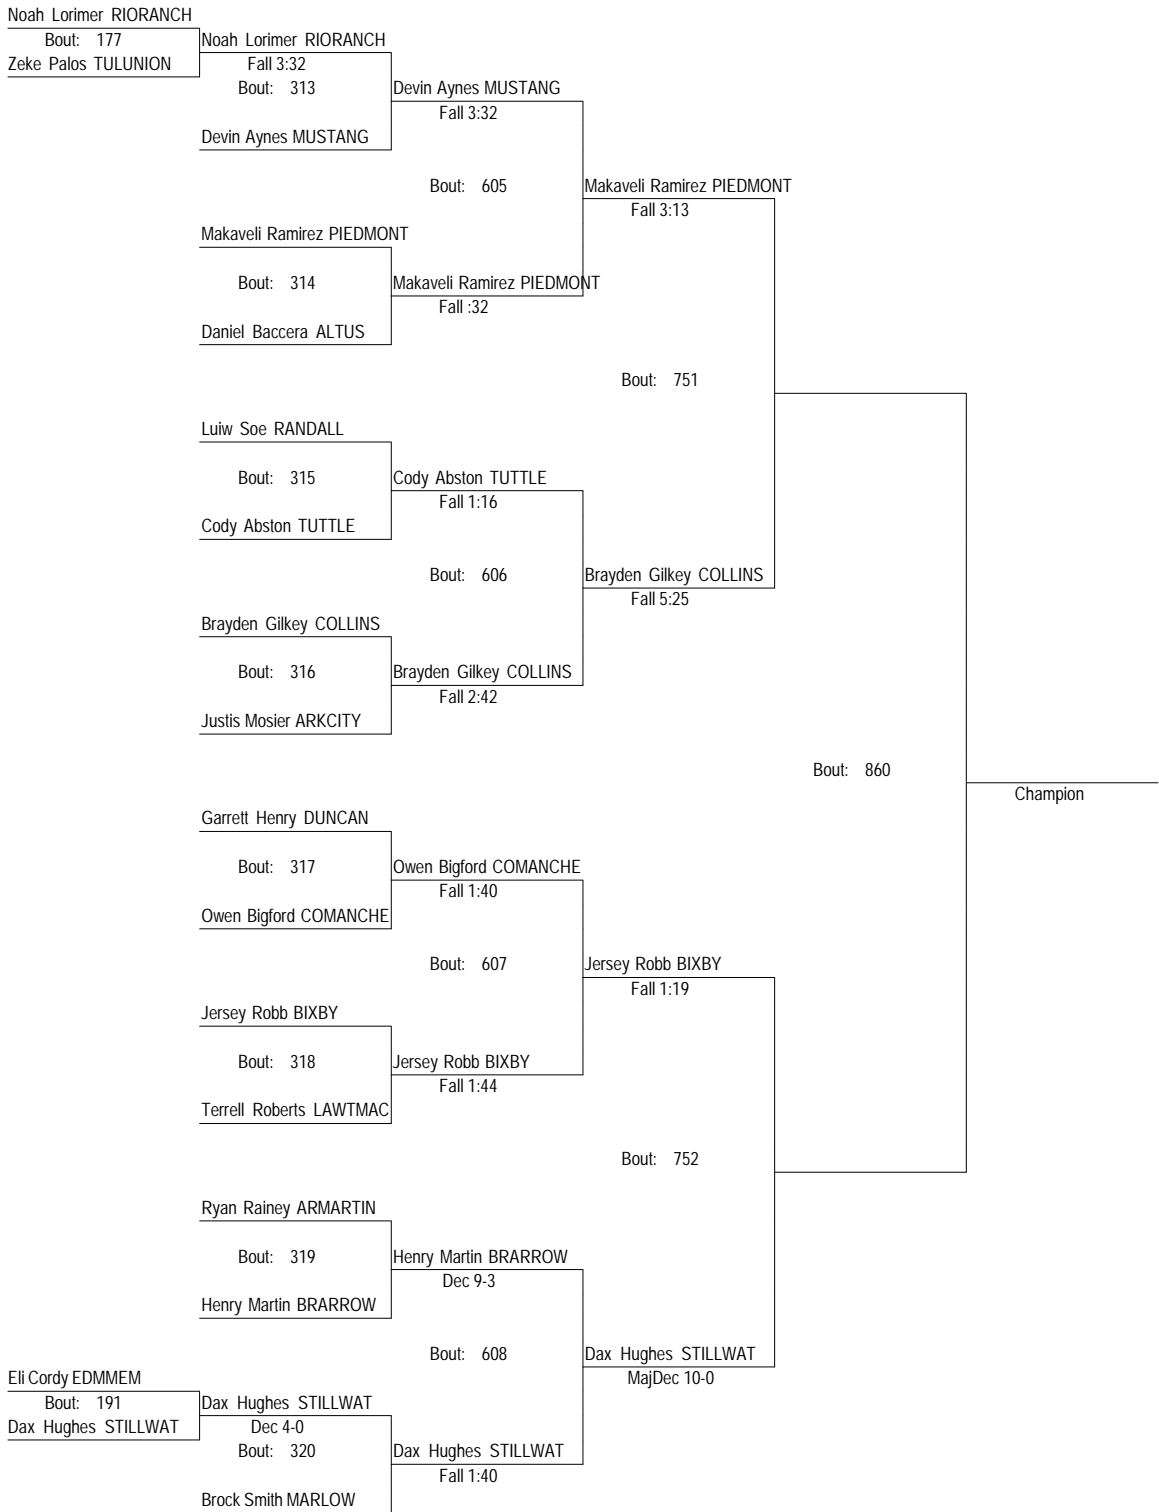 Noah Lorimer RIORANCH
Bout: 177
Noah Lorimer RIORANCH
Zeke Palos TULUNION
Fall 3:32
Bout: 313
Devin Aynes MUSTANG
Fall 3:32
Devin Aynes MUSTANG
Bout: 605
Makaveli Ramirez PIEDMONT
Fall 3:13
Makaveli Ramirez PIEDMONT
Bout: 314
Makaveli Ramirez PIEDMONT
Fall :32
Daniel Baccera ALTUS
Bout: 751
Luiw Soe RANDALL
Bout: 315
Cody Abston TUTTLE
Fall 1:16
Cody Abston TUTTLE
Bout: 606
Brayden Gilkey COLLINS
Fall 5:25
Brayden Gilkey COLLINS
Bout: 316
Brayden Gilkey COLLINS
Fall 2:42
Justis Mosier ARKCITY
Bout: 860
Champion
Garrett Henry DUNCAN
Bout: 317
Owen Bigford COMANCHE
Fall 1:40
Owen Bigford COMANCHE
Bout: 607
Jersey Robb BIXBY
Fall 1:19
Jersey Robb BIXBY
Bout: 318
Jersey Robb BIXBY
Fall 1:44
Terrell Roberts LAWTMAC
Bout: 752
Ryan Rainey ARMARTIN
Bout: 319
Henry Martin BRARROW
Dec 9-3
Henry Martin BRARROW
Bout: 608
Dax Hughes STILLWAT
MajDec 10-0
Eli Cordy EDMMEM
Bout: 191
Dax Hughes STILLWAT
Dax Hughes STILLWAT
Dec 4-0
Bout: 320
Dax Hughes STILLWAT
Fall 1:40
Brock Smith MARLOW